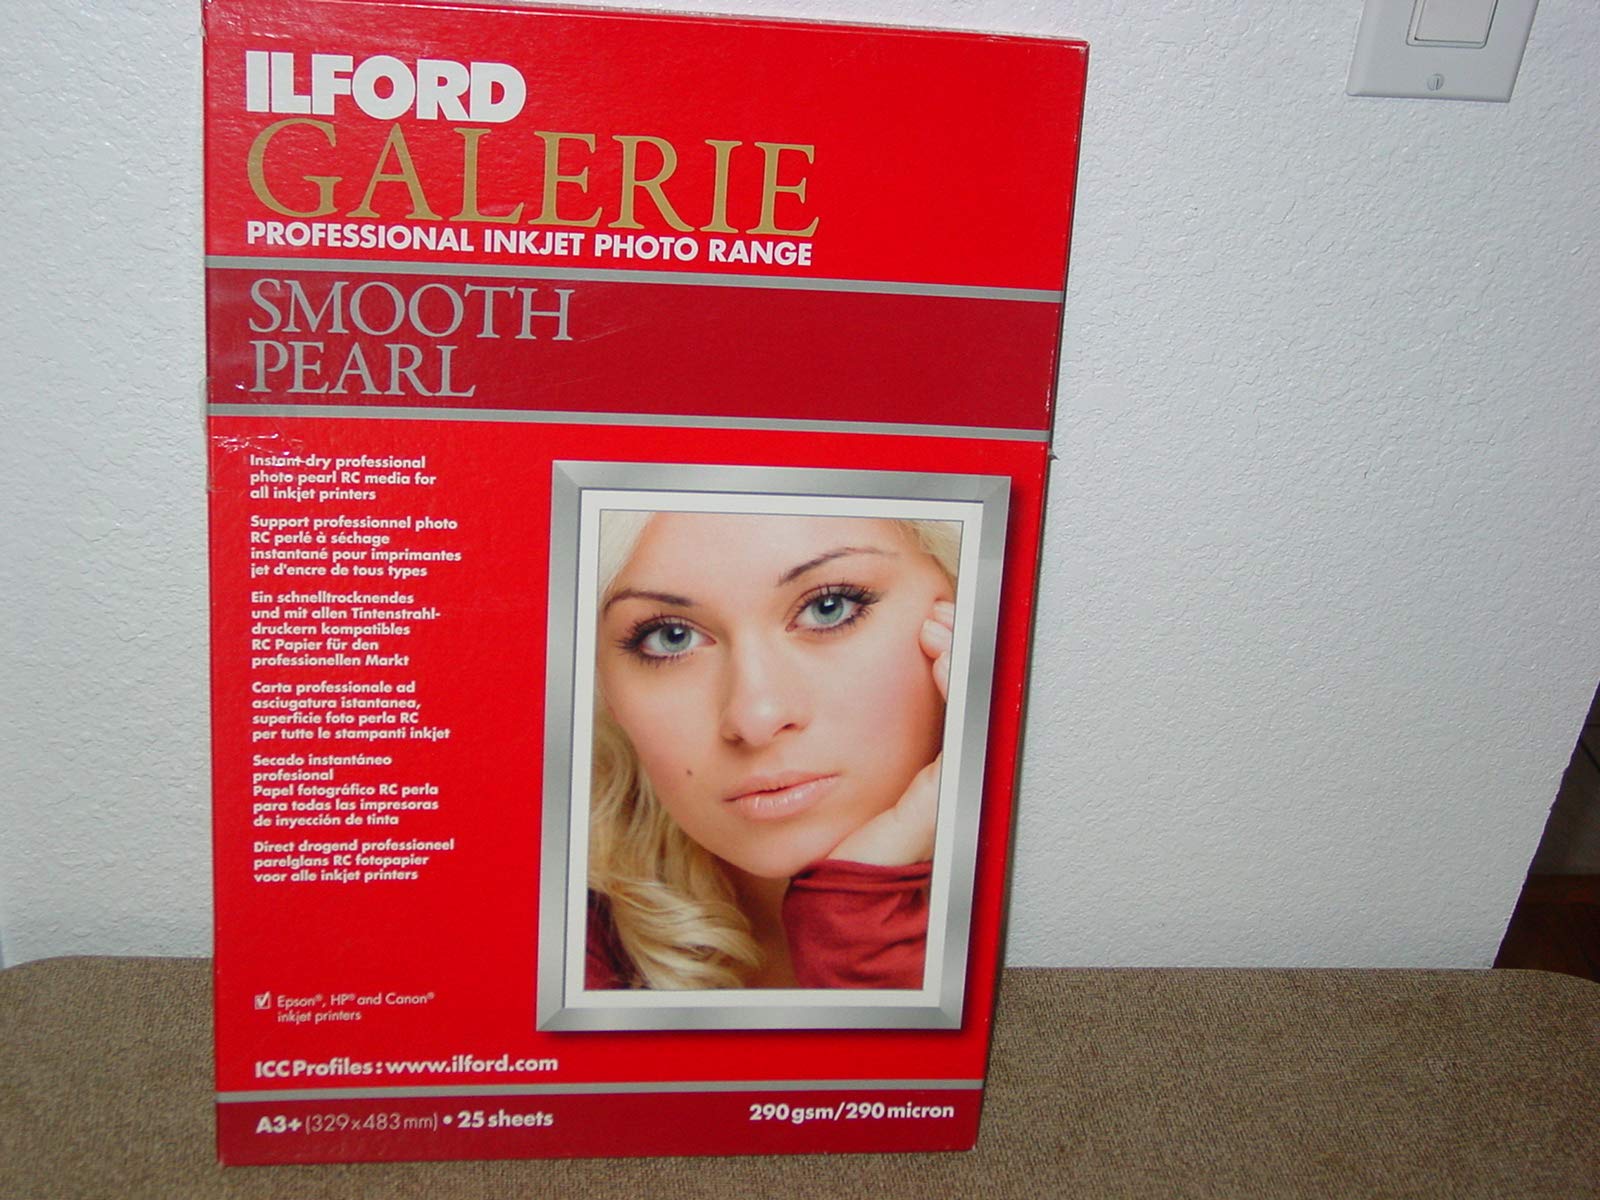 ILFORD
GALERIE
PROFESSIONAL INKJET PHOTO RANGE
SMOOTH
PEARL
Instant-dry professional
photo pearl RC media for
all inkjet printers
Support professionnel photo
RC perlé à séchage
instantané pour imprimantes
jet d'encre de tous types
Ein schnelltrocknendes
und mit allen Tintenstrahl-
druckern kompatibles
RC Papier für den
professionellen Markt
Carta professionale ad
asciugatura istantanea,
superficie foto perla RC
per tutte le stampanti inkjet
Secado instantáneo
profesional
Papel fotográfico RC perla
para todas las impresoras
de inyección de tinta
Direct drogend professioneel
parelglans RC fotopapier
voor alle inkjet printers
Epson®, HP® and Canon®
inkjet printers
ICC Profiles: www.ilford.com
A3+ (329x483mm) • 25 sheets
290gsm/290micron